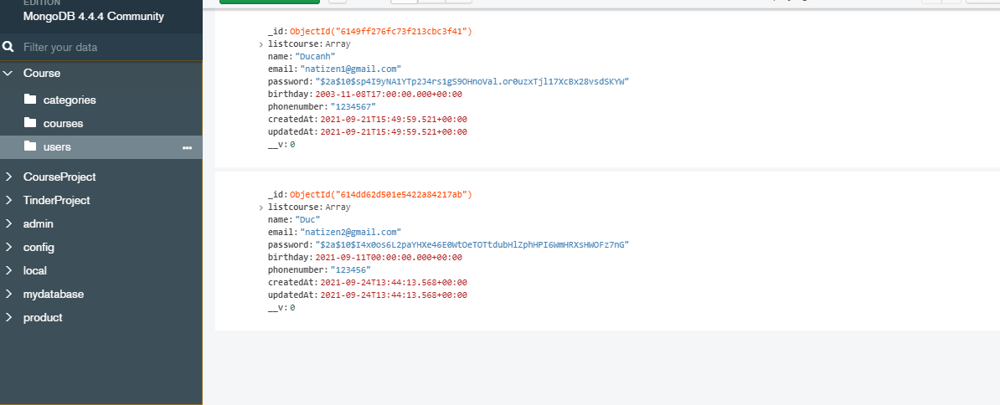 EDITION
MongoDB 4.4.4 Community
Filter your data
Course
categories
courses
users
CourseProject
TinderProject
admin
config
local
mydatabase
product
_id:ObjectId("6149ff276fc73f213cbc3f41")
listcourse:Array
name:"Ducanh"
email:"natizen1@gmail.com"
password:"$2a$10$sp4I9yNA1YTp2J4rs1gS9OHnoVal.or0uzxTjl17XcBx28vsdSKYW"
birthday:2003-11-08T17:00:00.000+00:00
phonenumber:"1234567"
createdAt:2021-09-21T15:49:59.521+00:00
updatedAt:2021-09-21T15:49:59.521+00:00
__v:0
_id:ObjectId("614dd62d501e5422a84217ab")
listcourse:Array
name:"Duc"
email:"natizen2@gmail.com"
password:"$2a$10$I4x0os6L2paYHXe46E0WtOeTOTtdubHlZphHPI6WmHRXsHWOFz7nG"
birthday:2021-09-11T00:00:00.000+00:00
phonenumber:"123456"
createdAt:2021-09-24T13:44:13.568+00:00
updatedAt:2021-09-24T13:44:13.568+00:00
__v:0